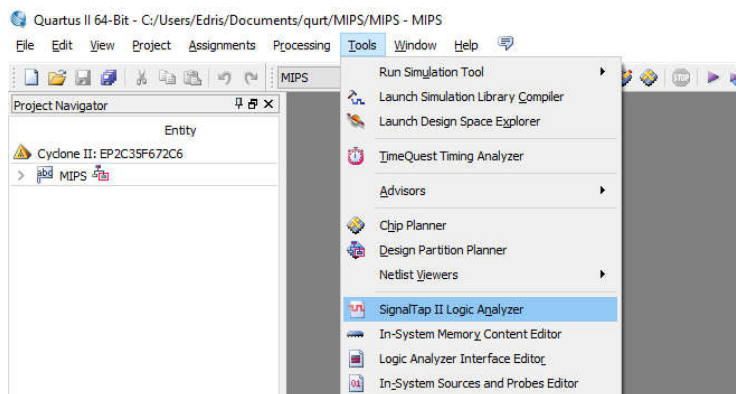 Quartus II 64-Bit - C:/Users/Edris/Documents/qurt/MIPS/MIPS - MIPS
File Edit View Project Assignments Processing Tools Window Help
MIPS
Project Navigator
Entity
Cyclone II: EP2C35F672C6
abd MIPS
Run Simulation Tool
Launch Simulation Library Compiler
Launch Design Space Explorer
TimeQuest Timing Analyzer
Advisors
Chip Planner
Design Partition Planner
Netlist Viewers
SignalTap II Logic Analyzer
In-System Memory Content Editor
Logic Analyzer Interface Editor
In-System Sources and Probes Editor